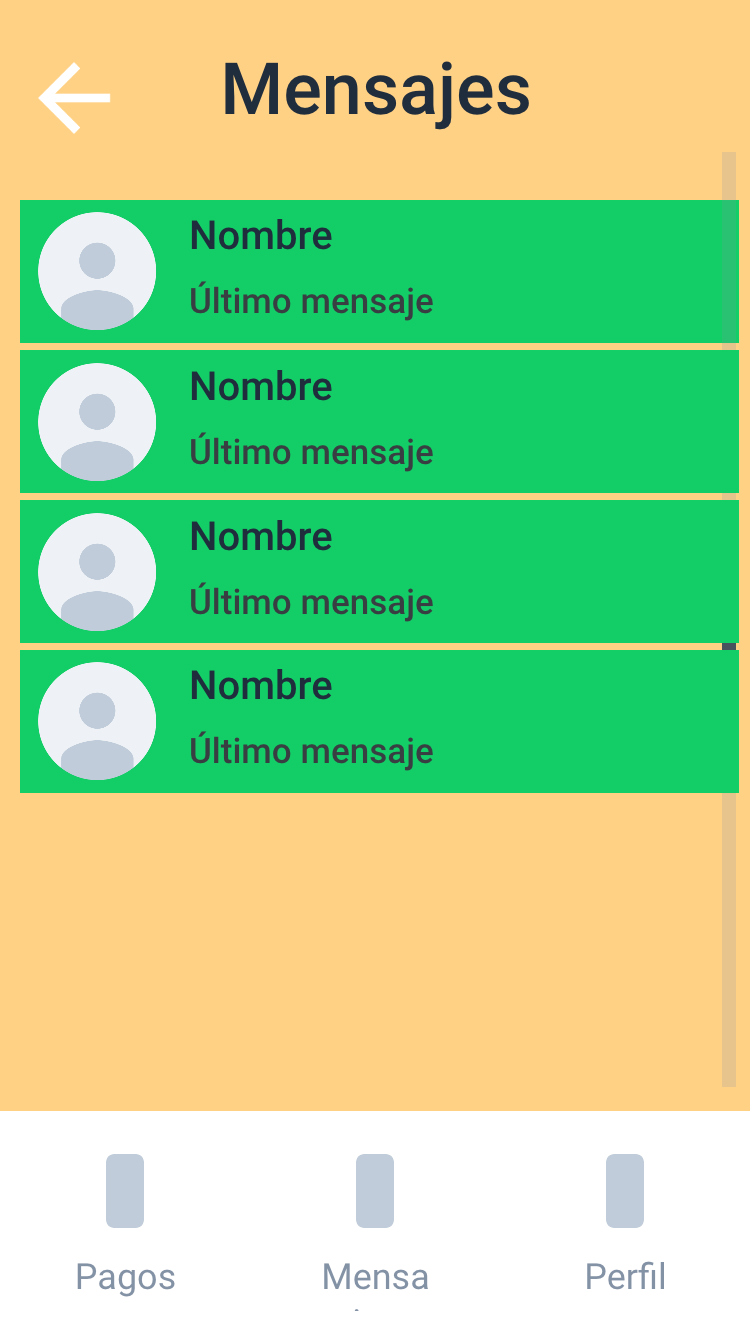 Mensajes
Nombre
Último mensaje
Nombre
Último mensaje
Nombre
Último mensaje
Nombre
Último mensaje
Pagos
Mensa
Perfil